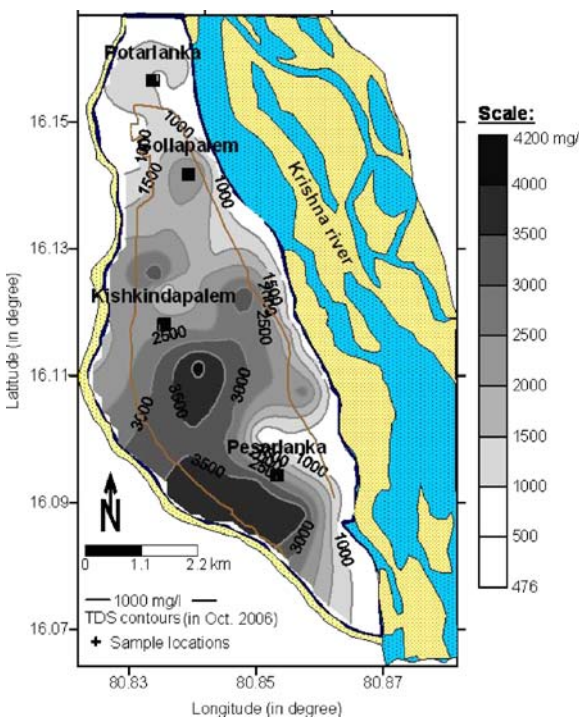 Potarlanka
16.15
1000
1000
Gollapalem
1500
1000
Krishna river
16.13
1500
2500
Kishkindapalem
2500
16.11
3000
3500
3500
Pesarlanka
2500
1000
3500
16.09
3000
1000
N
0 1.1 2.2 km
1000 mg/l
TDS contours (in Oct. 2006)
Sample locations
16.07
80.83 80.85 80.87
Longitude (in degree)
Latitude (in degree)
Scale:
4200 mg/
4000
3500
3000
2500
2000
1500
1000
500
476